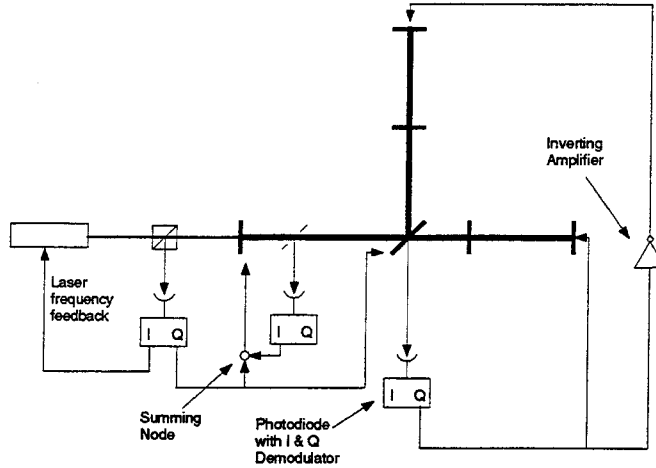 Inverting
Amplifier
Laser
frequency
feedback
I Q
I Q
I Q
Summing
Node
Photodiode
with I & Q
Demodulator